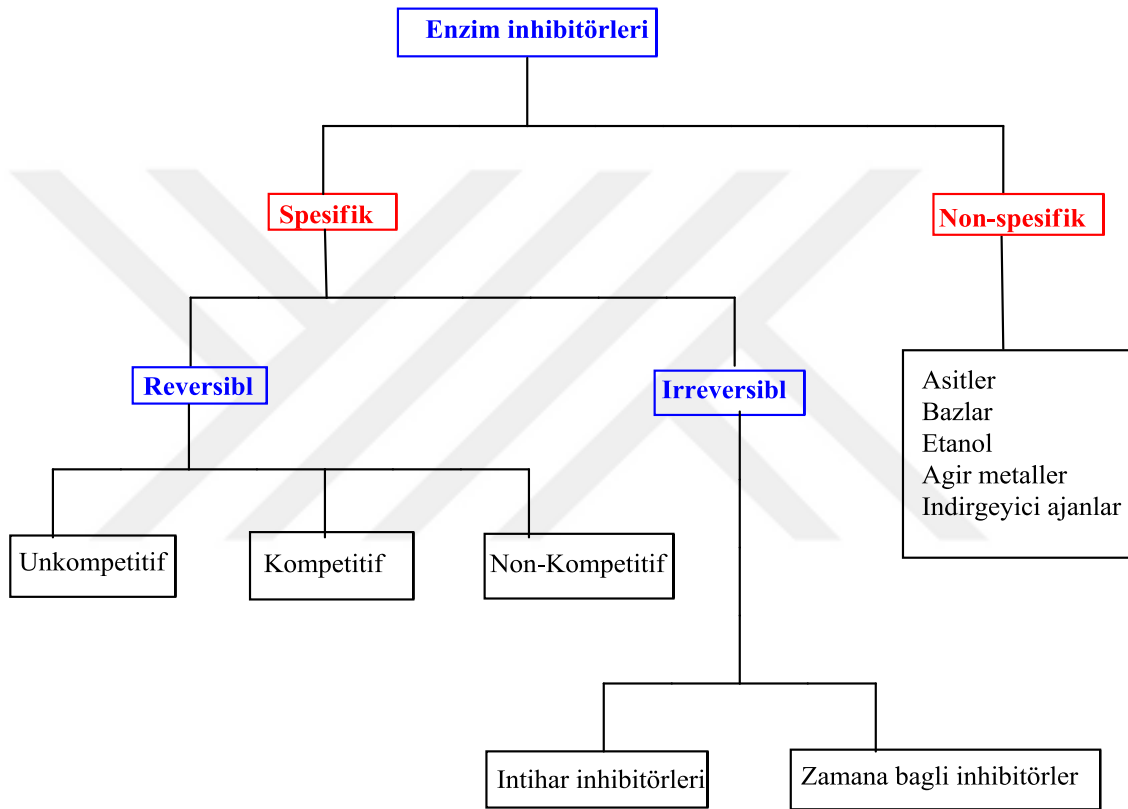 Enzim inhibitörleri
Spesifik
Non-spesifik
Reversibl
Irreversibl
Asitler
Bazlar
Etanol
Agir metaller
Indirgeyici ajanlar
Unkompetitif
Kompetitif
Non-Kompetitif
Intihar inhibitörleri
Zamana bagli inhibitörler